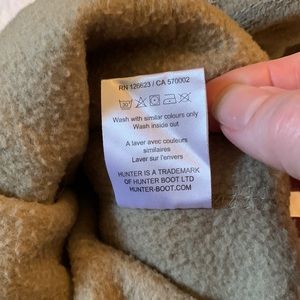 RN 126623 / CA 570002
Wash with similar colours only
Wash inside out
A laver avec couleurs
similaires
Laver sur l'envers
HUNTER IS A TRADEMARK
OF HUNTER BOOT LTD
HUNTER-BOOT.COM